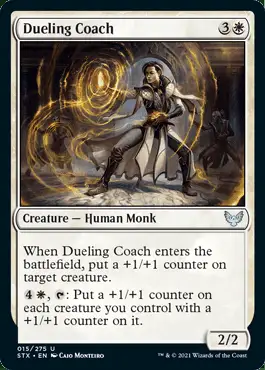 Dueling Coach 3
Creature — Human Monk
When Dueling Coach enters the
battlefield, put a +1/+1 counter on
target creature.
4, : Put a +1/+1 counter on
each creature you control with a
+1/+1 counter on it.
2/2
015/275 U
STX • EN Caio Monteiro
™ & © 2021 Wizards of the Coast